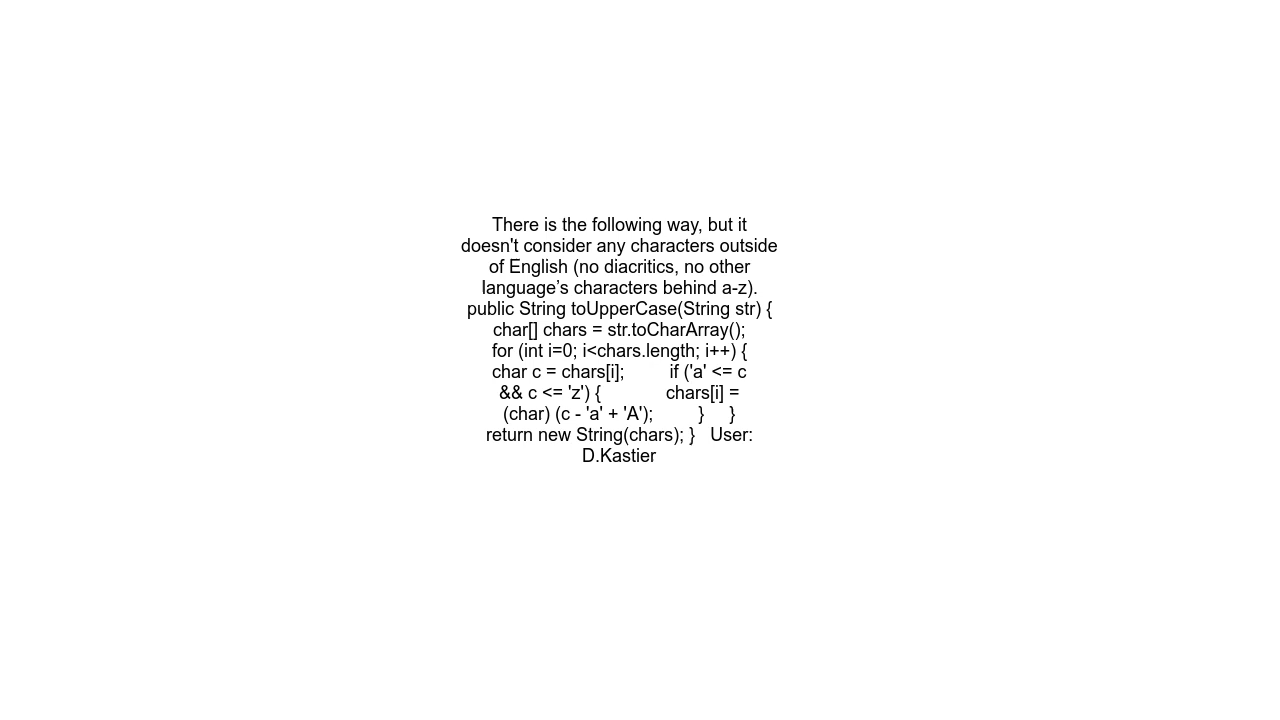 There is the following way, but it
doesn't consider any characters outside
of English (no diacritics, no other
language’s characters behind a-z).
public String toUpperCase(String str) {
char[] chars = str.toCharArray();
for (int i=0; i<chars.length; i++) {
char c = chars[i];         if ('a' <= c
&& c <= 'z') {             chars[i] =
(char) (c - 'a' + 'A');         }     }
return new String(chars); }   User:
D.Kastier